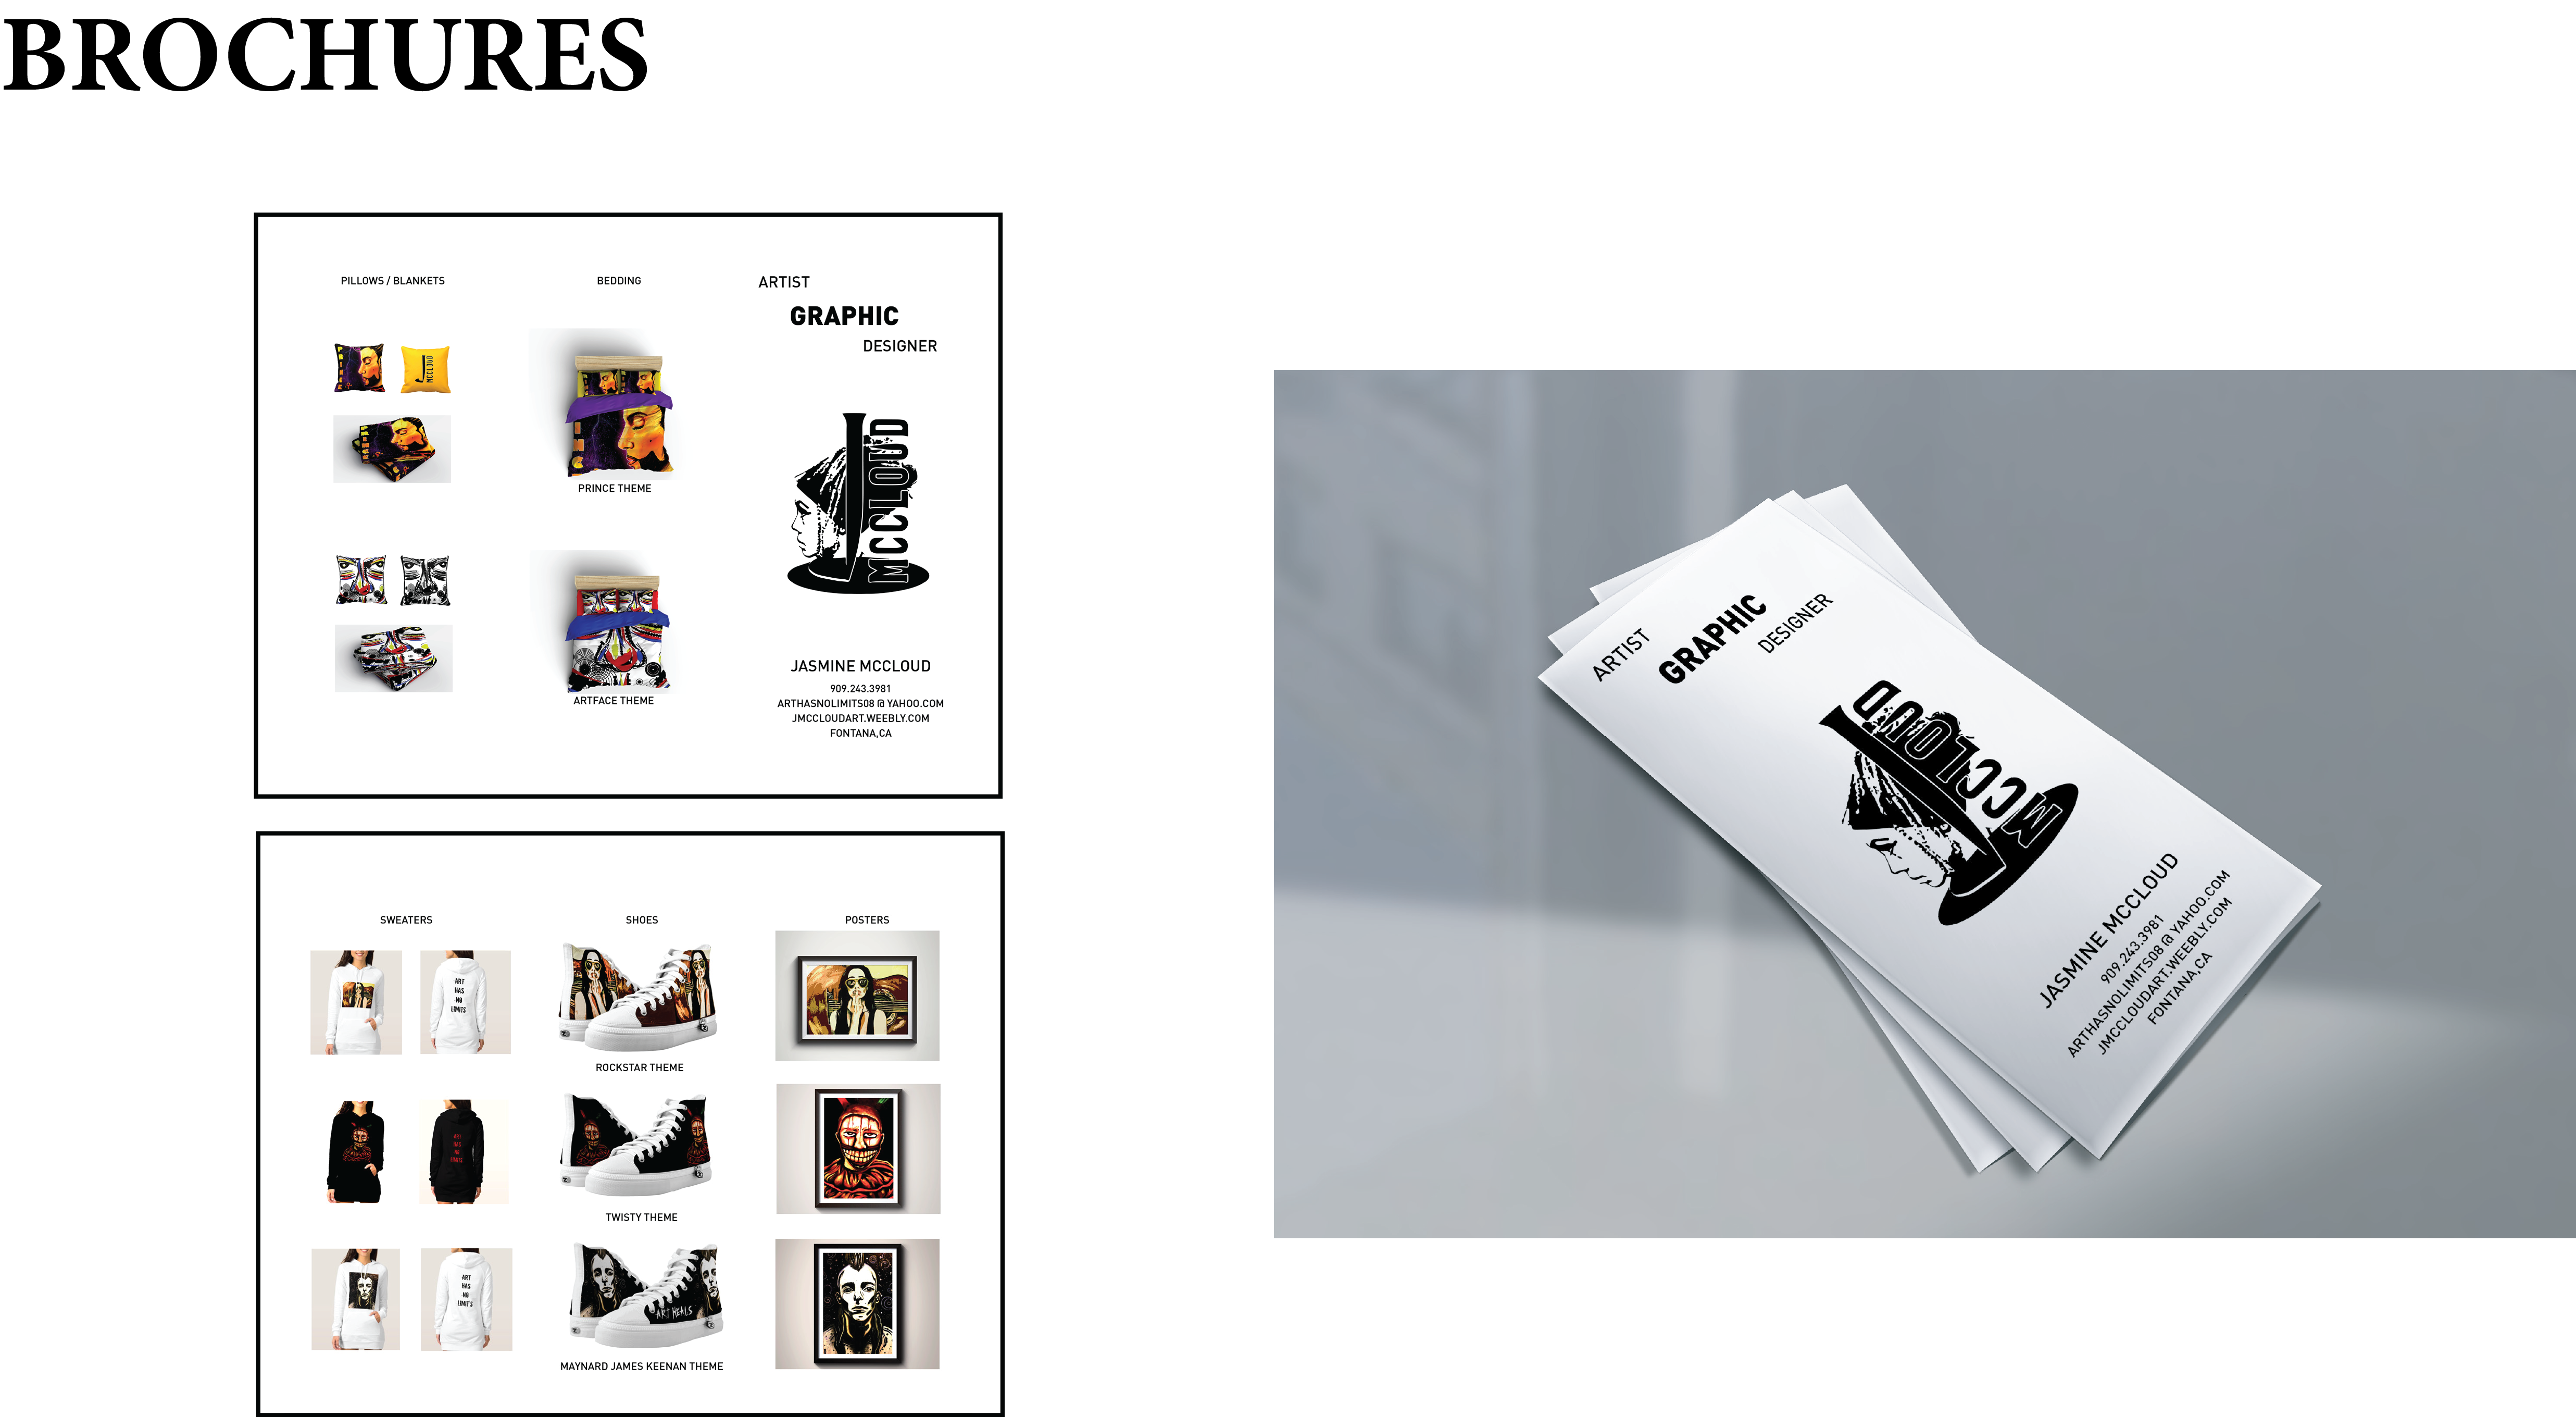 BROCHURES
PILLOWS / BLANKETS
BEDDING
PRINCE THEME
ARTFACE THEME
ARTIST
GRAPHIC
DESIGNER
MCCLOUD
JASMINE MCCLOUD
909.243.3981
ARTHASNOLIMITS08 @ YAHOO.COM
JMCCLOUDART.WEEBLY.COM
FONTANA,CA
J
MCCLOUD
SWEATERS
SHOES
POSTERS
ART
HAS
NO
LIMITS
ROCKSTAR THEME
ART
HAS
NO
LIMITS
TWISTY THEME
ART
HAS
NO
LIMIT'S
ART HEALS
MAYNARD JAMES KEENAN THEME
ARTIST
GRAPHIC
DESIGNER
MCCLOUD
JASMINE MCCLOUD
909.243.3981
ARTHASNOLIMITS08 @ YAHOO.COM
JMCCLOUDART.WEEBLY.COM
FONTANA,CA